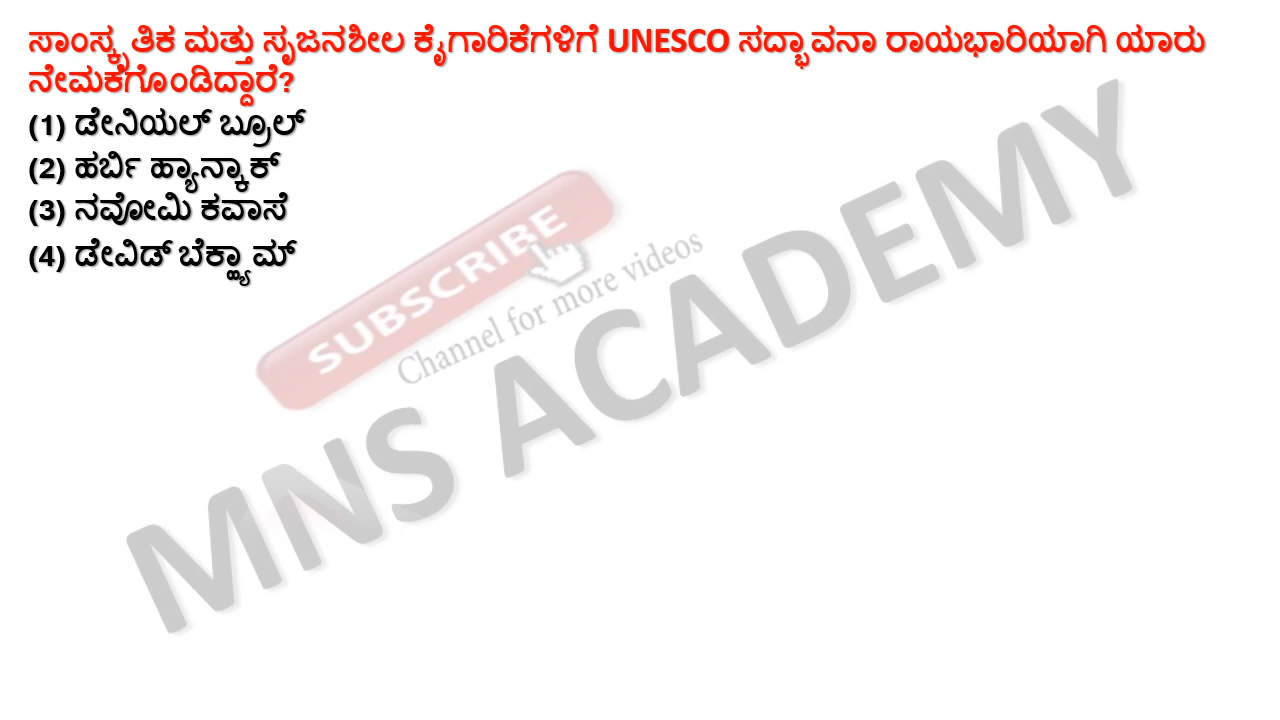 ಸಾಂಸ್ಕೃತಿಕ ಮತ್ತು ಸೃಜನಶೀಲ ಕೈಗಾರಿಕೆಗಳಿಗೆ UNESCO ಸದ್ಭಾವನಾ ರಾಯಭಾರಿಯಾಗಿ ಯಾರು
ನೇಮಕಗೊಂಡಿದ್ದಾರೆ?
(1) ಡೇನಿಯಲ್ ಬ್ರೂಲ್
(2) ಹರ್ಬಿ ಹ್ಯಾನ್ಕಾಕ್
(3) ನವೋಮಿ ಕವಾಸೆ
(4) ಡೇವಿಡ್ ಬೆಕ್ಹ್ಯಾಮ್
SUBSCRIBE
Channel for more videos
MNS ACADEMY